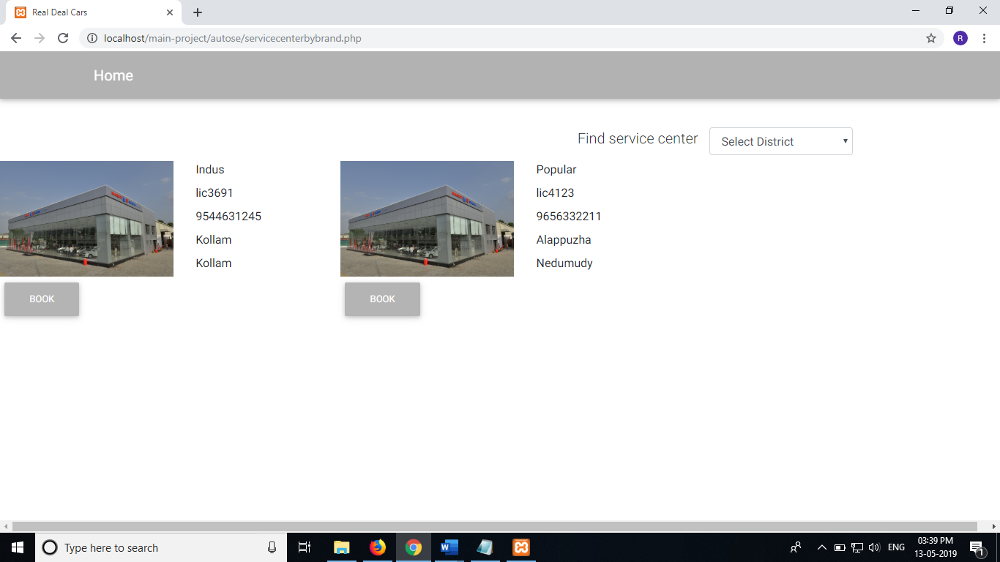 Real Deal Cars
localhost/main-project/autose/servicecenterbybrand.php
R
Home
Find service center
Select District
Indus
lic3691
9544631245
Kollam
Kollam
BOOK
Popular
lic4123
9656332211
Alappuzha
Nedumudy
BOOK
Type here to search
ENG
03:39 PM
13-05-2019
1